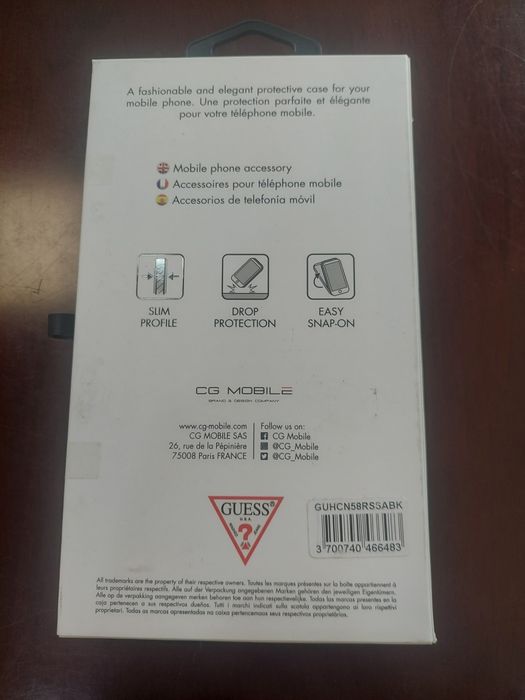 A fashionable and elegant protective case for your
mobile phone. Une protection parfaite et élégante
pour votre téléphone mobile.
Mobile phone accessory
Accessoires pour téléphone mobile
Accesorios de telefonía móvil
SLIM
PROFILE
DROP
PROTECTION
EASY
SNAP-ON
CG MOBILE
BRAND & DESIGN COMPANY
www.cg-mobile.com
CG MOBILE SAS
26, rue de la Pépinière
75008 Paris FRANCE
Follow us on:
CG Mobile
@CG_Mobile
@CG_Mobile
GUESS®
U.S.A.
?
GUHCN58RSSABK
3 700740 466483
All trademarks are the property of their respective owners. Toutes les marques présentes sur la boîte appartiennent à
leurs propriétaires respectifs. Alle auf der Verpackung angegebenen Marken gehören den jeweiligen Eigentümern.
Alle op de verpakking aangegeven merken behoren toe aan hun respectievelijke eigenaars. Todas las marcas presentes en la
caja pertenecen a sus respectivos dueños. Tutti i marchi indicati sulla scatola appartengono ai loro rispettivi
proprietari. Todas as marcas apresentadas na caixa pertencem aos seus respectivos proprietários.